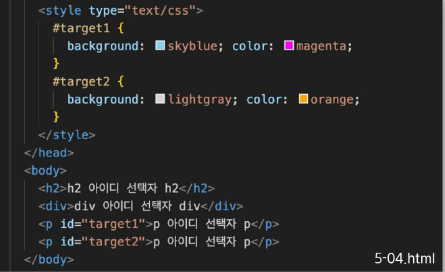 <style type="text/css">
#target1 {
background: skyblue; color: magenta;
}
#target2 {
background: lightgray; color: orange;
}
</style>
</head>
<body>
<h2>h2 아이디 선택자 h2</h2>
<div>div 아이디 선택자 div</div>
<p id="target1">p 아이디 선택자 p</p>
<p id="target2">p 아이디 선택자 p</p>
</body>
5-04.html